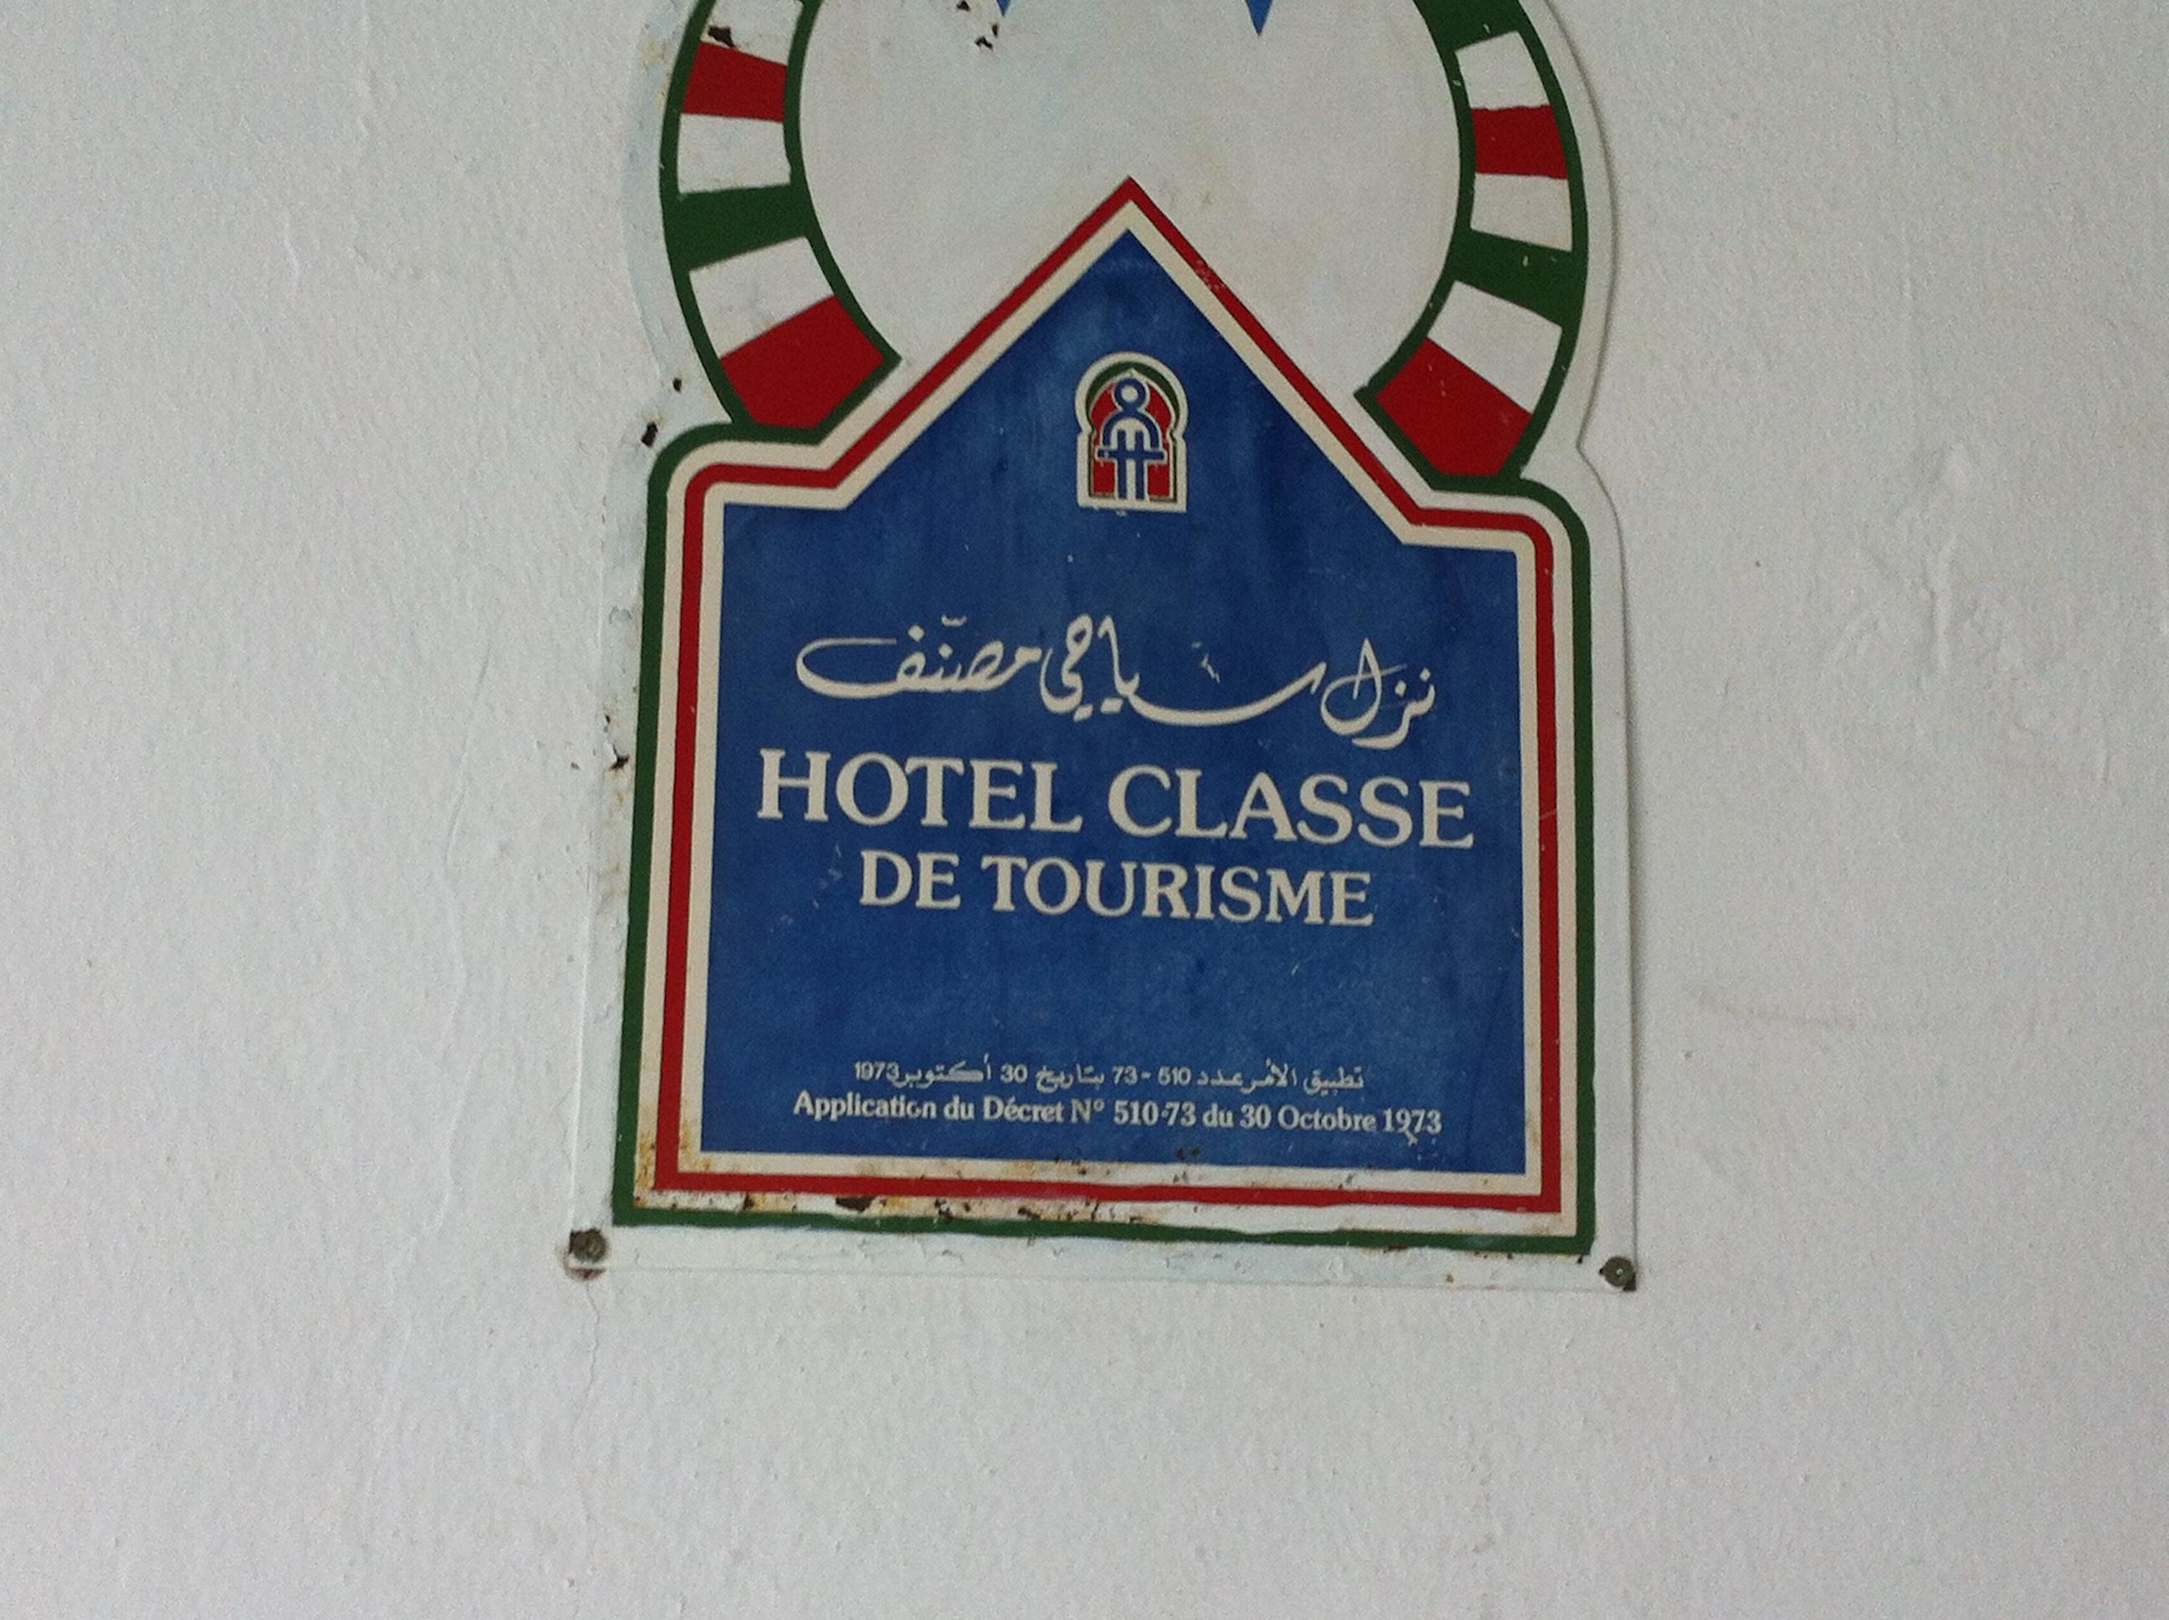 نزل سياحي مصنّف
HOTEL CLASSE
DE TOURISME
تطبيق الأمر عدد 510 - 73 بتاريخ 30 أكتوبر 1973
Application du Décret N° 510-73 du 30 Octobre 1973